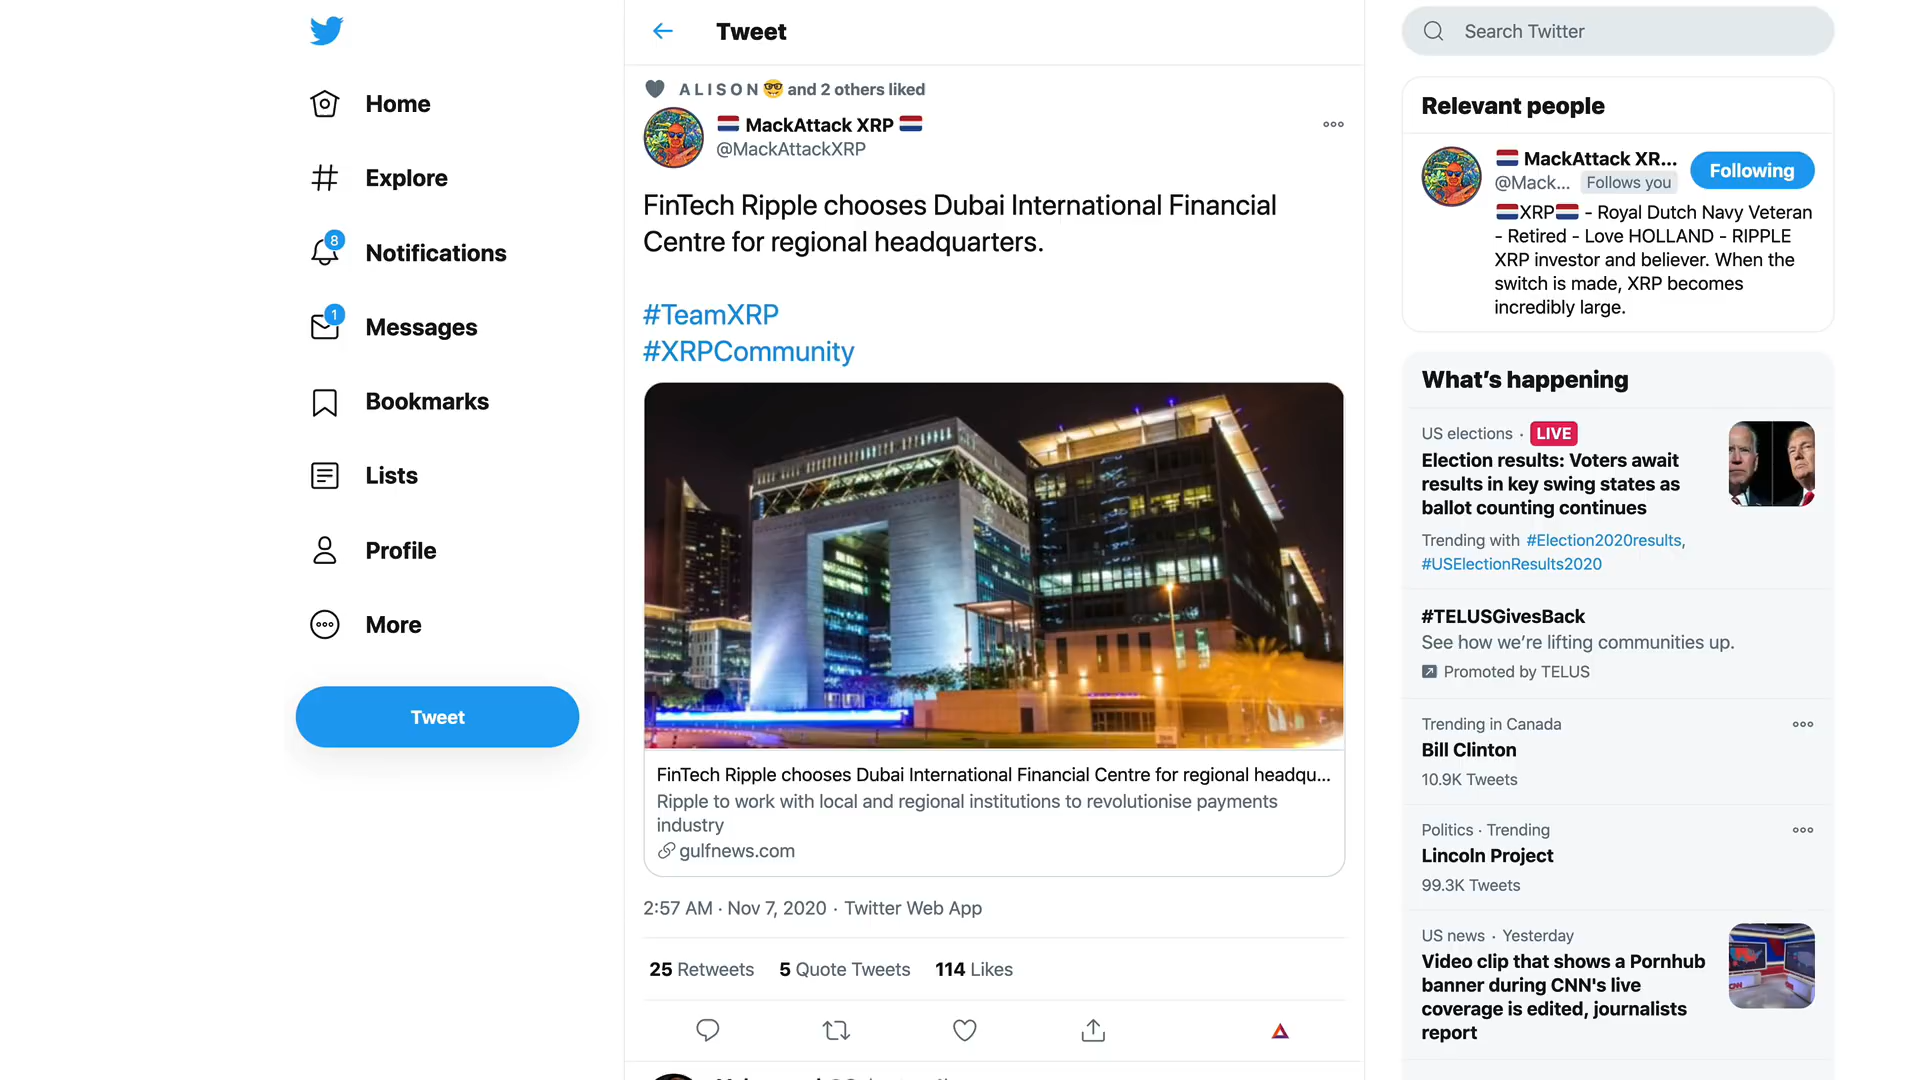 Tweet
Search Twitter
Home
Explore
8
Notifications
1
Messages
Bookmarks
Lists
Profile
More
Tweet
A L I S O N 🤓 and 2 others liked
🇳🇱 MackAttack XRP 🇳🇱
@MackAttackXRP
FinTech Ripple chooses Dubai International Financial
Centre for regional headquarters.
#TeamXRP
#XRPCommunity
FinTech Ripple chooses Dubai International Financial Centre for regional headqu...
Ripple to work with local and regional institutions to revolutionise payments
industry
gulfnews.com
2:57 AM · Nov 7, 2020 · Twitter Web App
25 Retweets 5 Quote Tweets 114 Likes
Relevant people
🇳🇱 MackAttack XR...
@Mack... Follows you
Following
🇳🇱XRP🇳🇱 - Royal Dutch Navy Veteran
- Retired - Love HOLLAND - RIPPLE
XRP investor and believer. When the
switch is made, XRP becomes
incredibly large.
What's happening
US elections · LIVE
Election results: Voters await
results in key swing states as
ballot counting continues
Trending with #Election2020results,
#USElectionResults2020
#TELUSGivesBack
See how we're lifting communities up.
Promoted by TELUS
Trending in Canada
Bill Clinton
10.9K Tweets
Politics · Trending
Lincoln Project
99.3K Tweets
US news · Yesterday
Video clip that shows a Pornhub
banner during CNN's live
coverage is edited, journalists
report